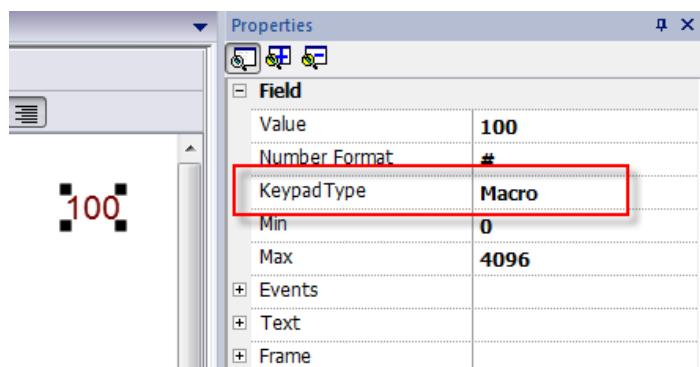 Properties
Field
Value 100
Number Format #
KeypadType Macro
100
Min 0
Max 4096
Events
Text
Frame